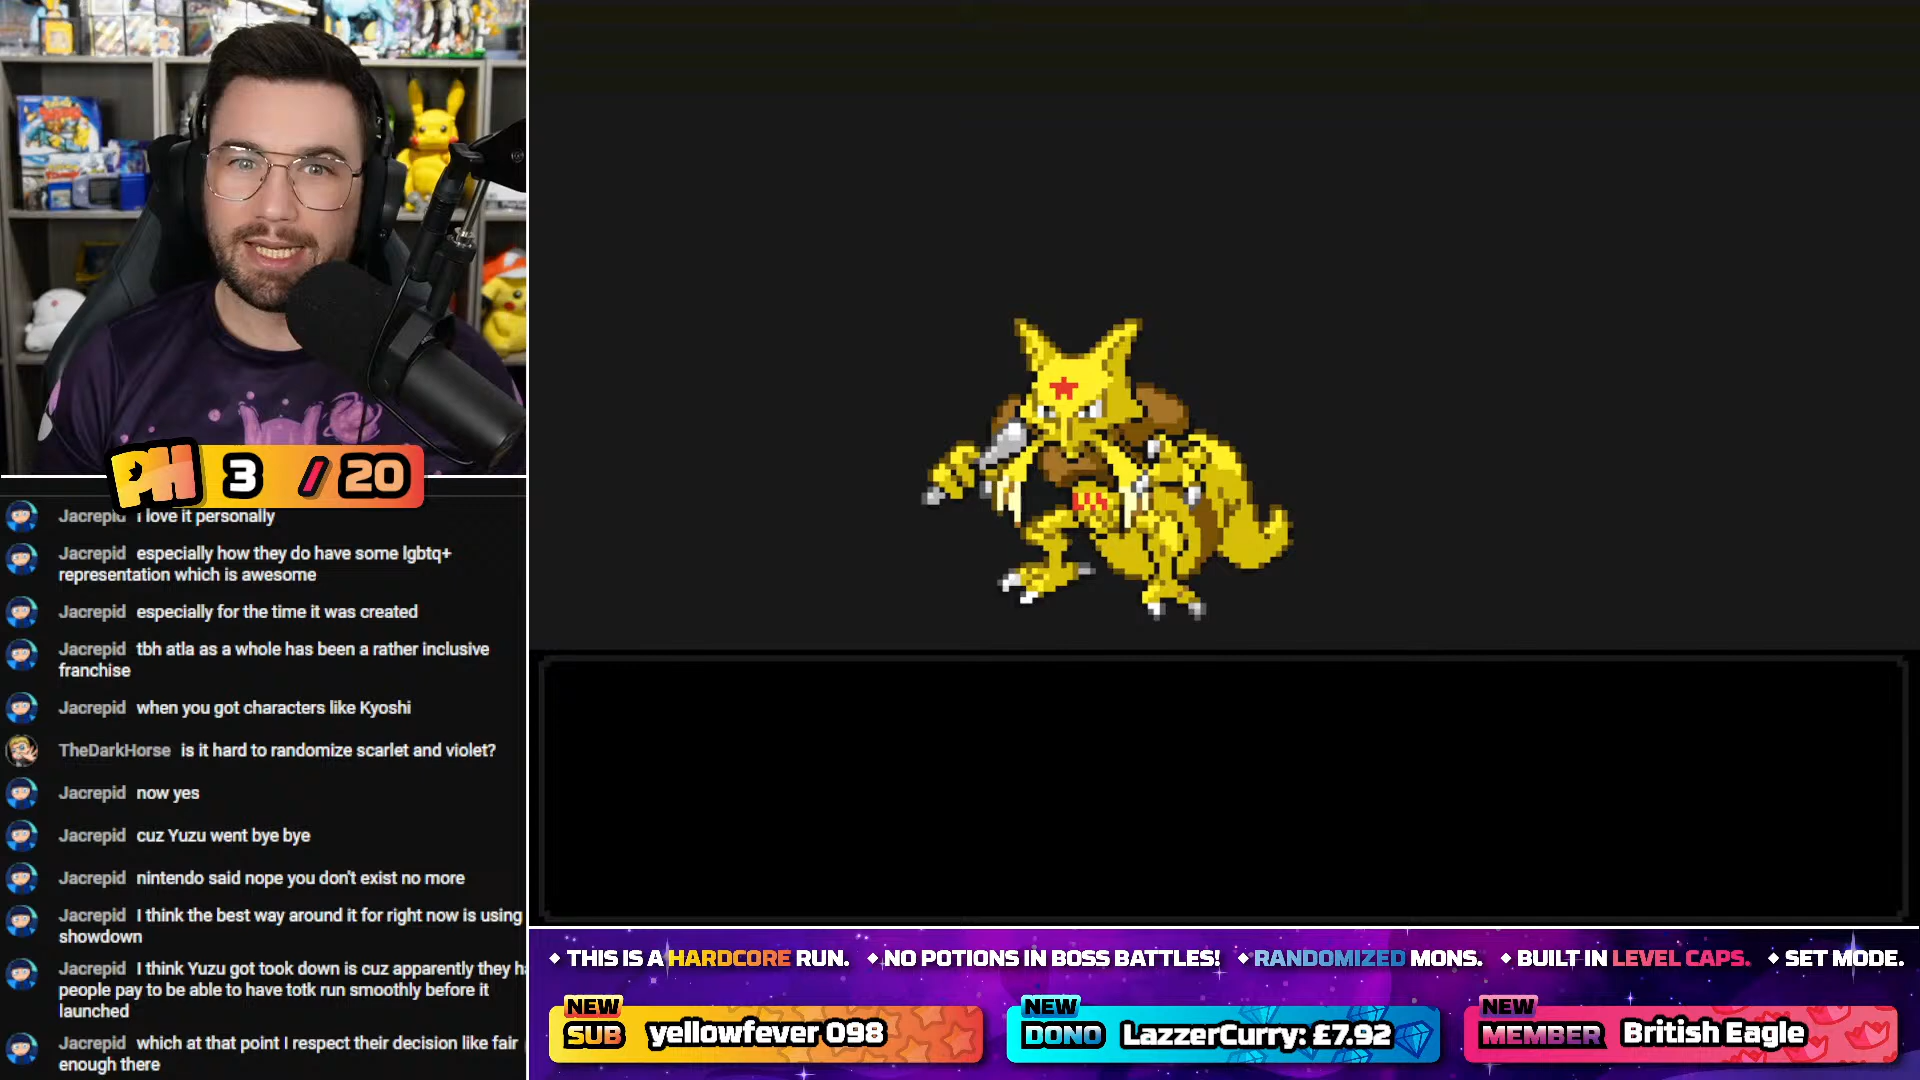 PH 3 / 20
Jacrepid i love it personally
Jacrepid especially how they do have some lgbtq+
representation which is awesome
Jacrepid especially for the time it was created
Jacrepid tbh atla as a whole has been a rather inclusive
franchise
Jacrepid when you got characters like Kyoshi
TheDarkHorse is it hard to randomize scarlet and violet?
Jacrepid now yes
Jacrepid cuz Yuzu went bye bye
Jacrepid nintendo said nope you don't exist no more
Jacrepid I think the best way around it for right now is using
showdown
Jacrepid I think Yuzu got took down is cuz apparently they ha
people pay to be able to have totk run smoothly before it
launched
Jacrepid which at that point I respect their decision like fair
enough there
THIS IS A HARDCORE RUN. NO POTIONS IN BOSS BATTLES! RANDOMIZED MONS. BUILT IN LEVEL CAPS. SET MODE.
NEW
SUB yellowfever 098
NEW
DONO LazzerCurry: £7.92
NEW
MEMBER British Eagle